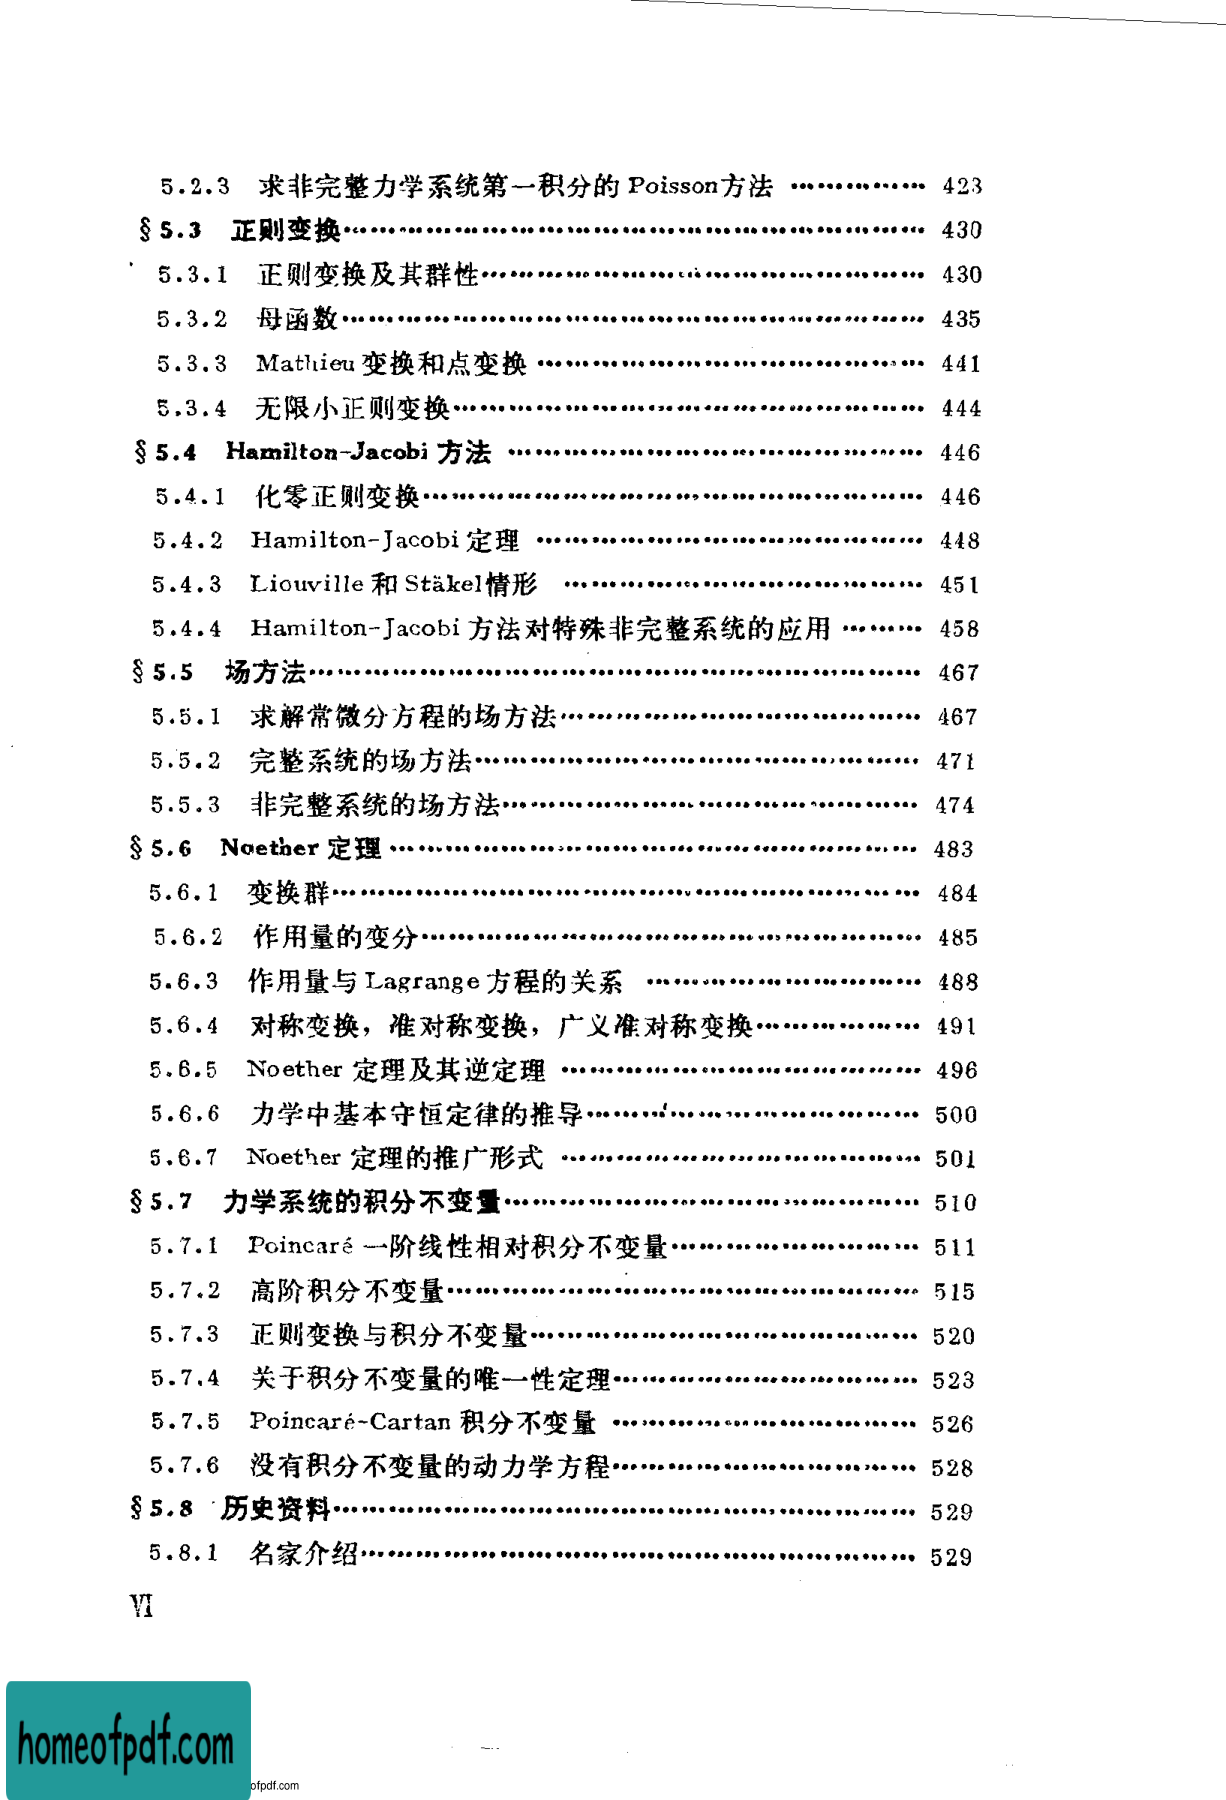 5.2.3 求非完整力学系统第一积分的 Poisson方法 …………… 423
§5.3 正则变换…………………………………………………………… 430
5.3.1 正则变换及其群性……………………………………………… 430
5.3.2 母函数…………………………………………………………… 435
5.3.3 Mathieu 变换和点变换 ……………………………………… 441
5.3.4 无限小正则变换………………………………………………… 444
§5.4 Hamilton-Jacobi 方法 ………………………………………… 446
5.4.1 化零正则变换…………………………………………………… 446
5.4.2 Hamilton-Jacobi 定理 ……………………………………… 448
5.4.3 Liouville 和 Stäkel情形 …………………………………… 451
5.4.4 Hamilton-Jacobi 方法对特殊非完整系统的应用 ……… 458
§5.5 场方法……………………………………………………………… 467
5.5.1 求解常微分方程的场方法…………………………………… 467
5.5.2 完整系统的场方法……………………………………………… 471
5.5.3 非完整系统的场方法…………………………………………… 474
§5.6 Noether 定理 …………………………………………………… 483
5.6.1 变换群…………………………………………………………… 484
5.6.2 作用量的变分…………………………………………………… 485
5.6.3 作用量与 Lagrange 方程的关系 ………………………… 488
5.6.4 对称变换，准对称变换，广义准对称变换……………… 491
5.6.5 Noether 定理及其逆定理 …………………………………… 496
5.6.6 力学中基本守恒定律的推导………………………………… 500
5.6.7 Noether 定理的推广形式 …………………………………… 501
§5.7 力学系统的积分不变量………………………………………… 510
5.7.1 Poincaré 一阶线性相对积分不变量……………………… 511
5.7.2 高阶积分不变量………………………………………………… 515
5.7.3 正则变换与积分不变量……………………………………… 520
5.7.4 关于积分不变量的唯一性定理……………………………… 523
5.7.5 Poincaré-Cartan 积分不变量 ……………………………… 526
5.7.6 没有积分不变量的动力学方程……………………………… 528
§5.8 历史资料…………………………………………………………… 529
5.8.1 名家介绍………………………………………………………… 529
Ⅵ
homeofpdf.com
ofpdf.com